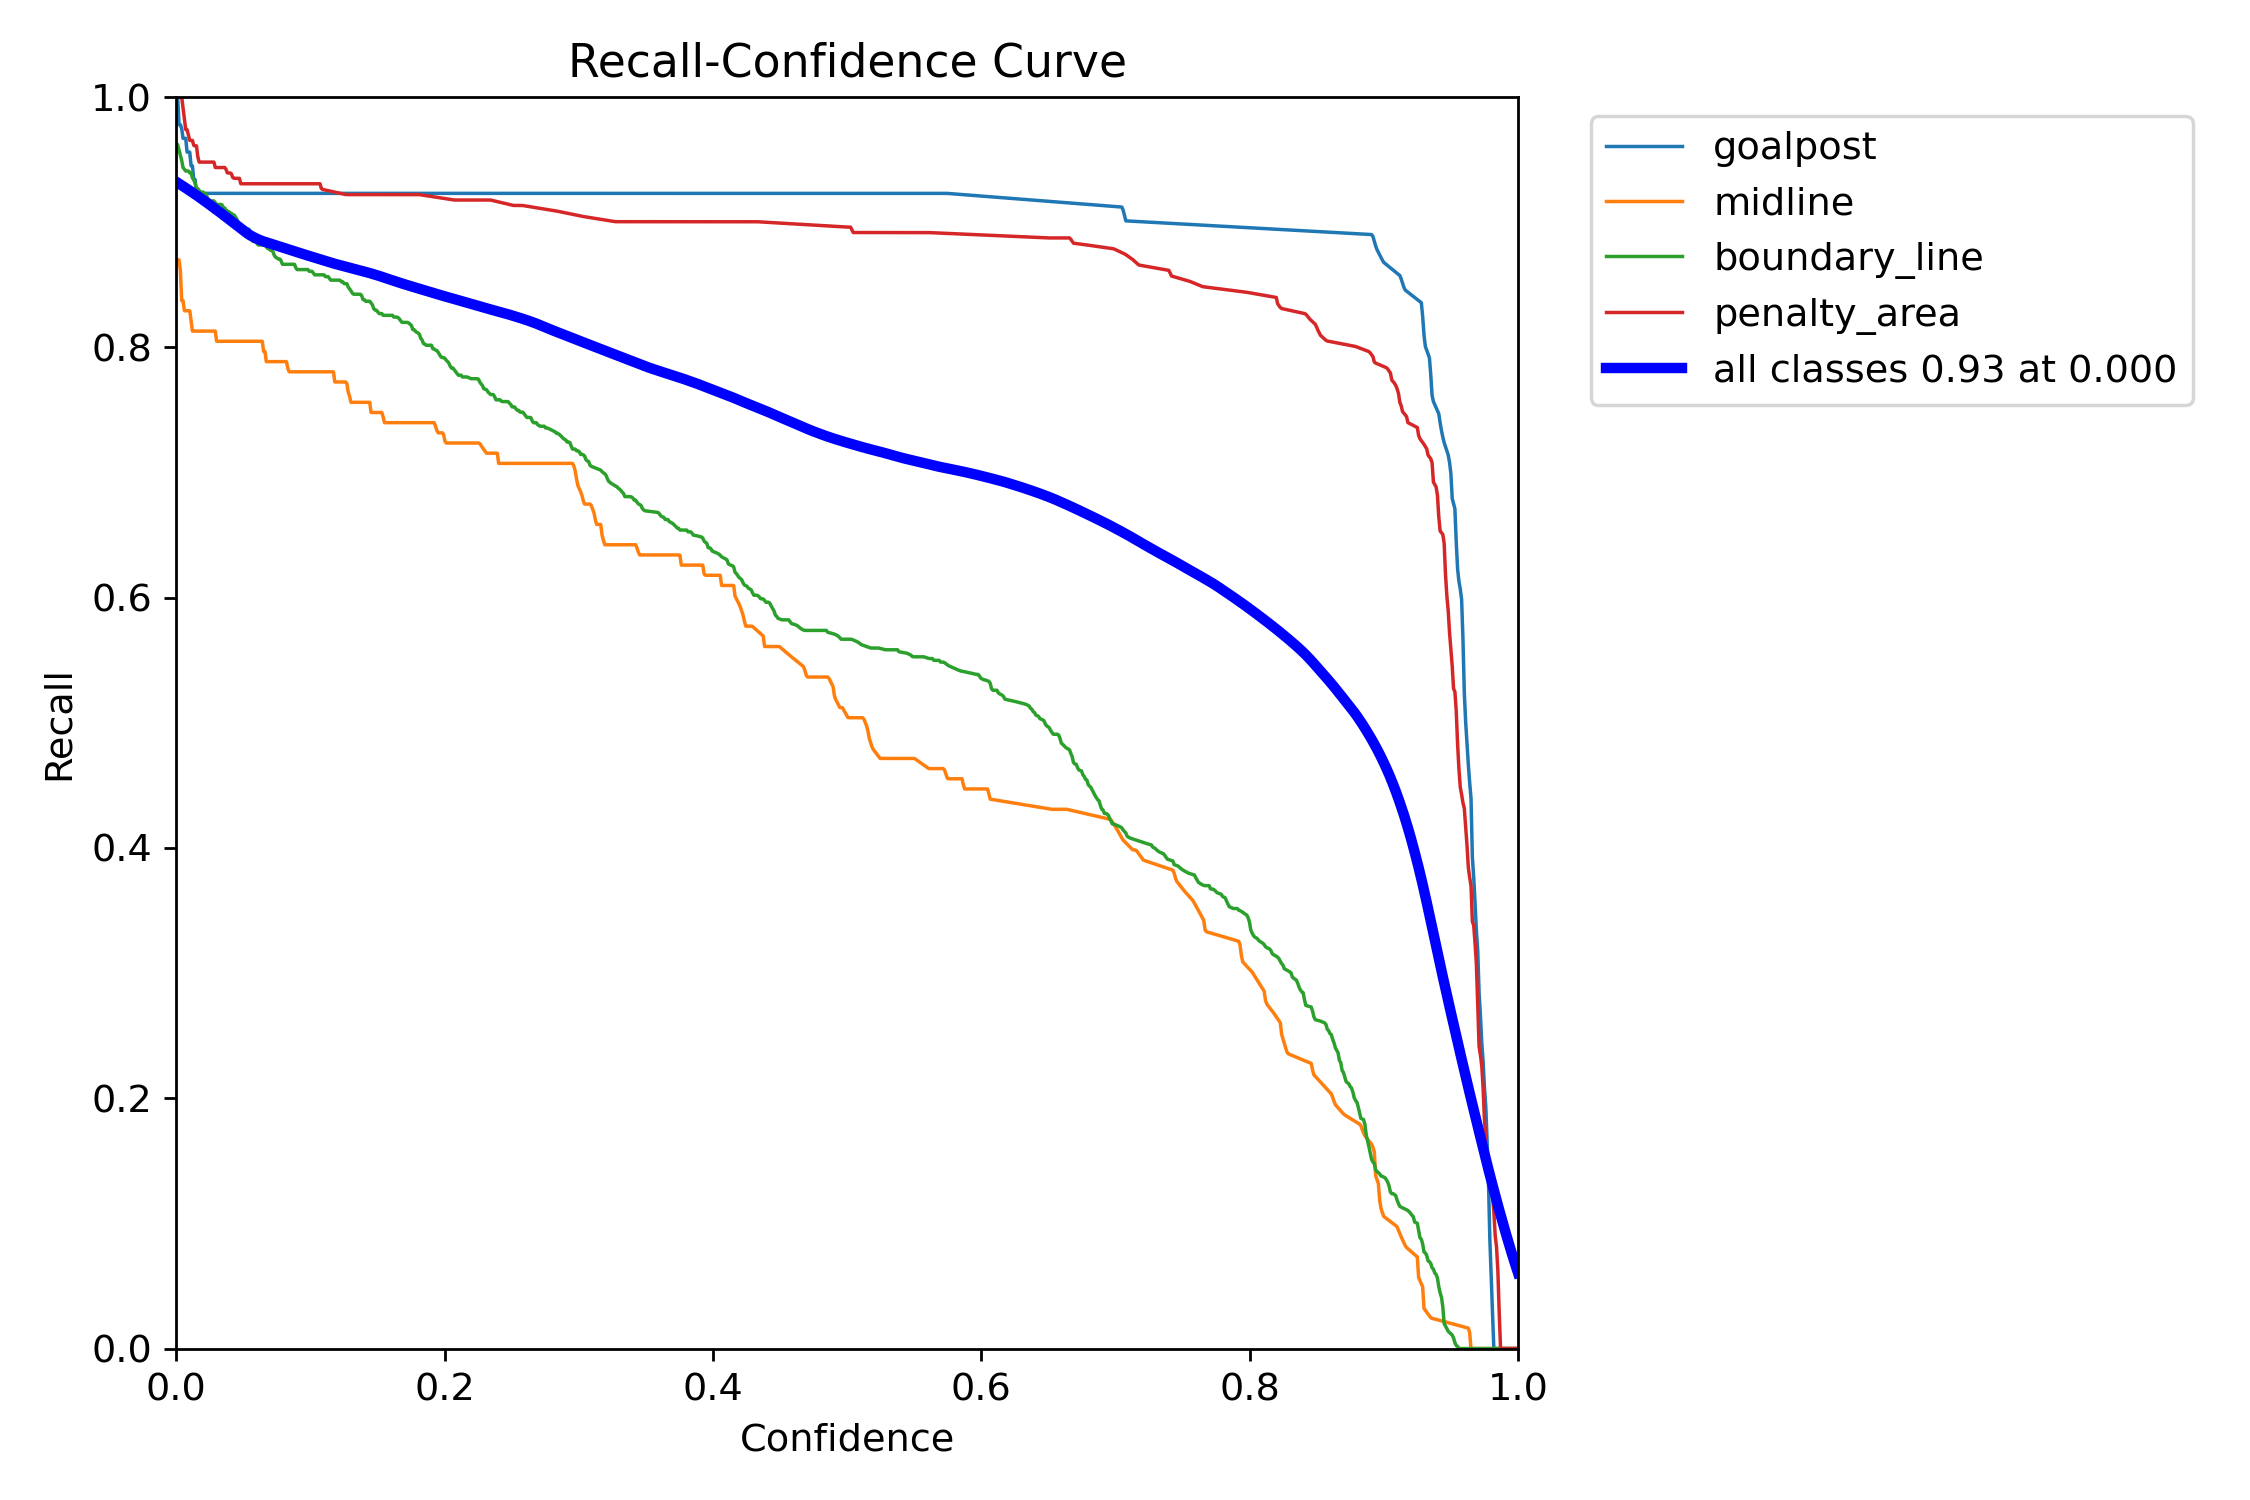 Recall-Confidence Curve
1.0
0.8
0.6
0.4
0.2
0.0
Recall
0.0 0.2 0.4 0.6 0.8 1.0
Confidence
goalpost
midline
boundary_line
penalty_area
all classes 0.93 at 0.000